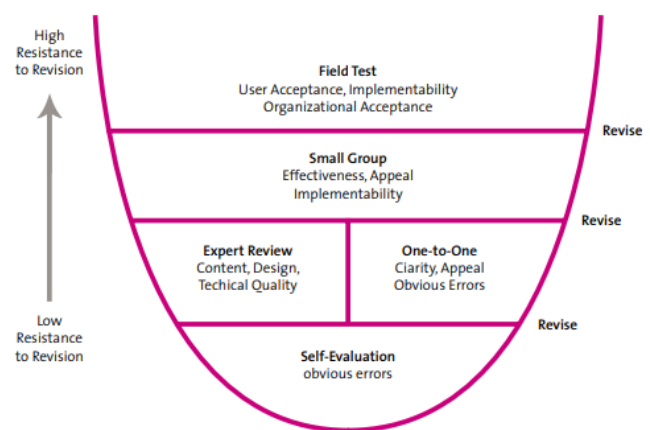 High
Resistance
to Revision
Field Test
User Acceptance, Implementability
Organizational Acceptance
Revise
Small Group
Effectiveness, Appeal
Implementability
Revise
Expert Review
Content, Design,
Techical Quality
One-to-One
Clarity, Appeal
Obvious Errors
Revise
Low
Resistance
to Revision
Self-Evaluation
obvious errors